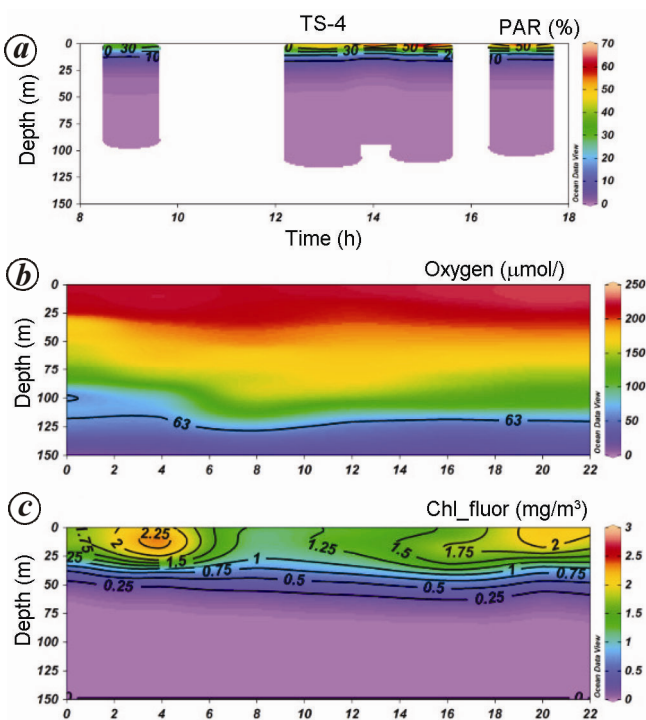 TS-4
a
PAR (%)
0 30 10 0 30 50 20 50 10
0 25 50 75 100 125 150
Depth (m)
8 10 12 14 16 18
Time (h)
70 60 50 40 30 20 10 0
Ocean Data View
b
Oxygen (μmol/)
0 25 50 75 100 125 150
Depth (m)
63 63
0 2 4 6 8 10 12 14 16 18 20 22
250 200 150 100 50 0
Ocean Data View
c
Chl_fluor (mg/m³)
0 25 50 75 100 125 150
Depth (m)
1.75 2 2.25 1.5 .25 0.75 0.25 1 0.5 1.25 1.5 1.75 2 1 0.75 0.5 0.25 0 0
0 2 4 6 8 10 12 14 16 18 20 22
3 2.5 2 1.5 1 0.5 0
Ocean Data View